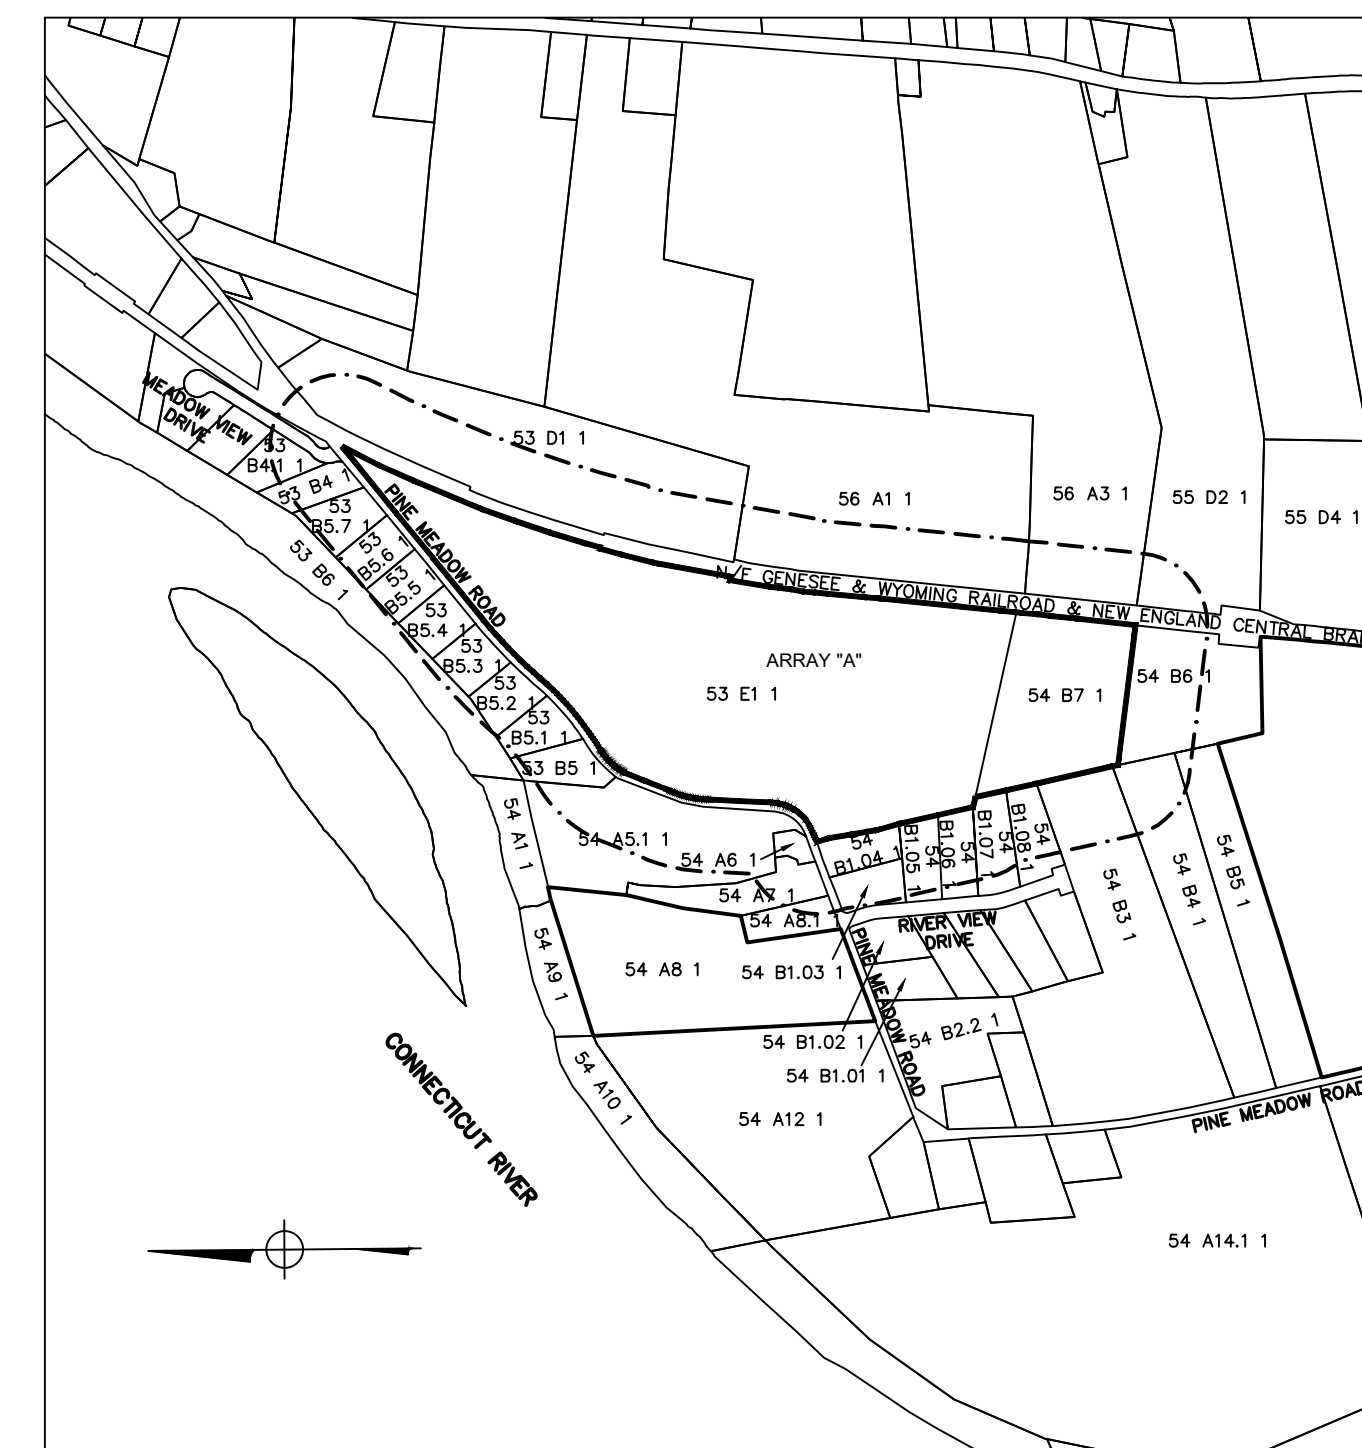 MEADOW VIEW
DRIVE
53
B4.1 1
53 B4 1
53
B5.7 1
53
B5.6 1
53
B5.5 1
53
B5.4 1
53
B5.3 1
53
B5.2 1
53
B5.1 1
53 B5 1
53 B6 1
PINE MEADOW ROAD
53 D1 1
56 A1 1
56 A3 1
55 D2 1
55 D4 1
N/F GENESEE & WYOMING RAILROAD & NEW ENGLAND CENTRAL BRA
ARRAY "A"
53 E1 1
54 B7 1
54 B6 1
54 A1 1
54 A5.1 1
54 A6 1
54 A7 1
54 A8.1 1
54
B1.04 1
54
B1.05 1
54
B1.06 1
54
B1.07 1
54
B1.08 1
54 B3 1
54 B4 1
54 B5 1
RIVER VIEW
DRIVE
54 A9 1
54 A8 1
54 B1.03 1
PINE MEADOW ROAD
54 B2.2 1
54 B1.02 1
54 B1.01 1
54 A10 1
54 A12 1
PINE MEADOW ROAD
CONNECTICUT RIVER
54 A14.1 1